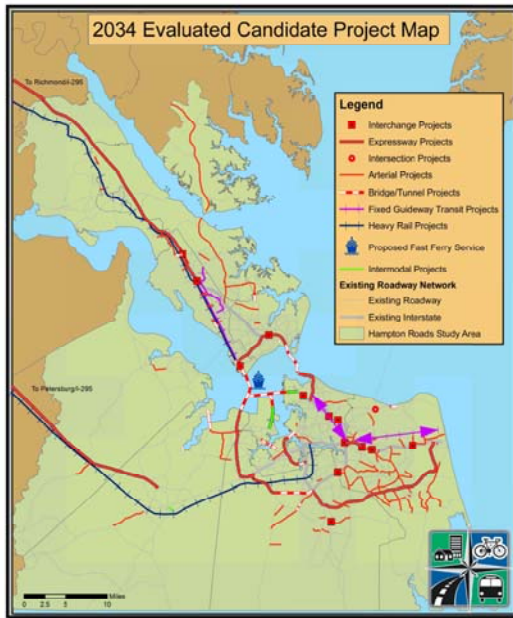 2034 Evaluated Candidate Project Map
To Richmond/I-295
Legend
Interchange Projects
Expressway Projects
Intersection Projects
Arterial Projects
Bridge/Tunnel Projects
Fixed Guideway Transit Projects
Heavy Rail Projects
Proposed Fast Ferry Service
Intermodal Projects
Existing Roadway Network
Existing Roadway
Existing Interstate
Hampton Roads Study Area
To Petersburg/I-295
Miles
0 2.5 5 10